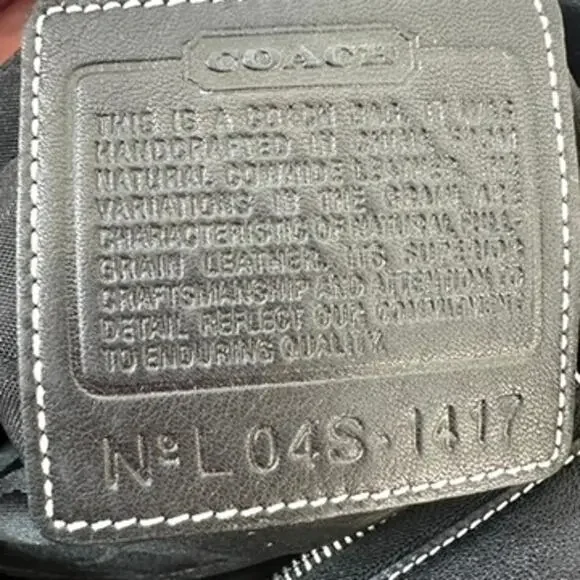 COACH
THIS IS A COACH BAG. IT WAS
HANDCRAFTED IN CHINA FROM
NATURAL COWHIDE LEATHER. THE
VARIATIONS IN THE GRAIN ARE
CHARACTERISTIC OF NATURAL FULL-
GRAIN LEATHER. ITS SUPERIOR
CRAFTSMANSHIP AND ATTENTION TO
DETAIL REFLECT OUR COMMITMENT
TO ENDURING QUALITY.
Nº L04S-1417